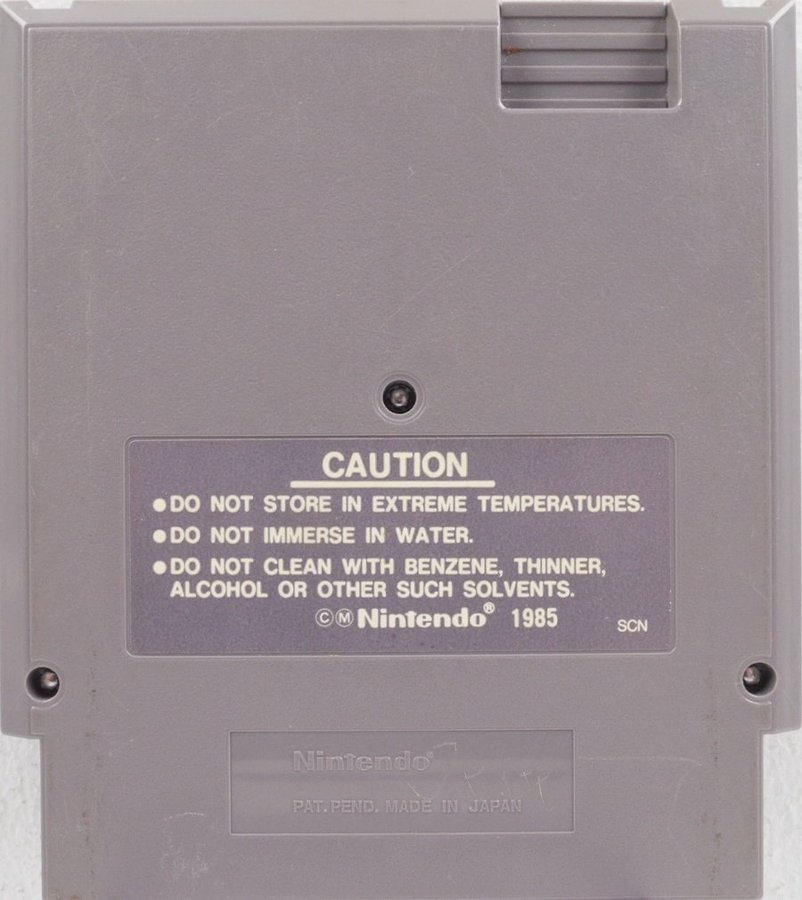 CAUTION
●DO NOT STORE IN EXTREME TEMPERATURES.
●DO NOT IMMERSE IN WATER.
●DO NOT CLEAN WITH BENZENE, THINNER,
ALCOHOL OR OTHER SUCH SOLVENTS.
ⒸⓂNintendo® 1985
SCN
Nintendo®
PAT. PEND. MADE IN JAPAN